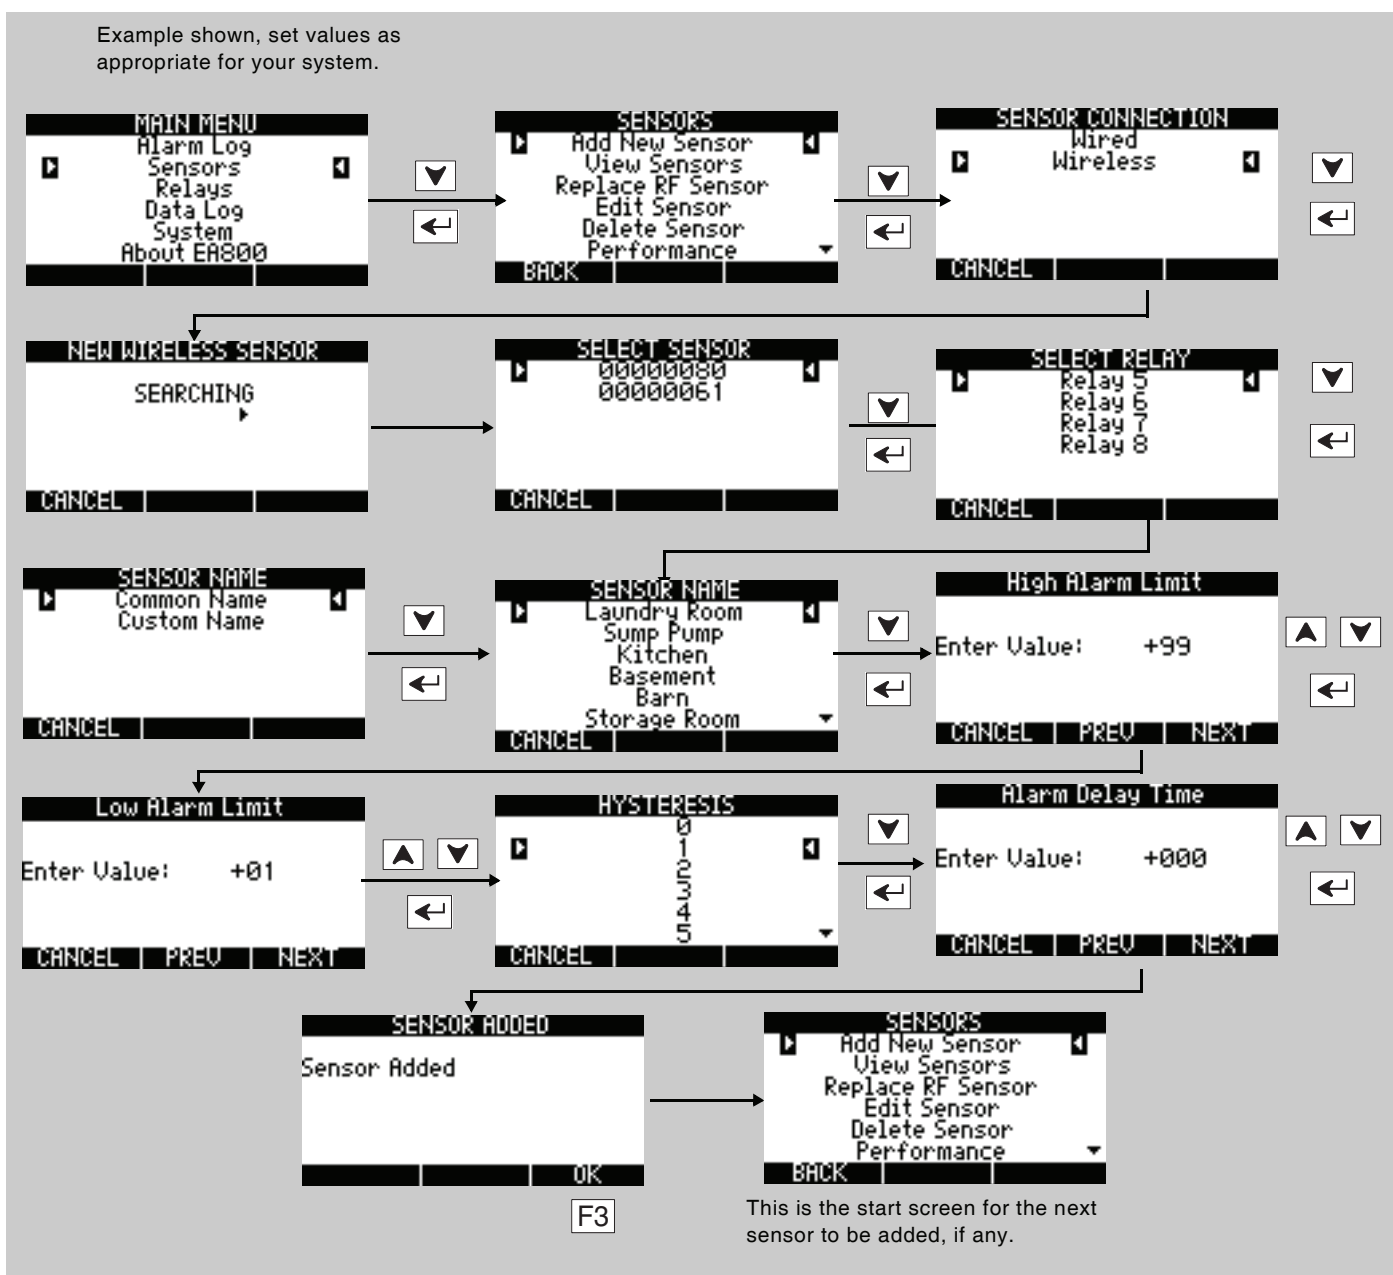 Example shown, set values as
appropriate for your system.
MAIN MENU
Alarm Log
Sensors
Relays
Data Log
System
About EA800
SENSORS
Add New Sensor
View Sensors
Replace RF Sensor
Edit Sensor
Delete Sensor
Performance
BACK
SENSOR CONNECTION
Wired
Wireless
CANCEL
NEW WIRELESS SENSOR
SEARCHING
CANCEL
SELECT SENSOR
00000080
00000061
CANCEL
SELECT RELAY
Relay 5
Relay 6
Relay 7
Relay 8
CANCEL
SENSOR NAME
Common Name
Custom Name
CANCEL
SENSOR NAME
Laundry Room
Sump Pump
Kitchen
Basement
Barn
Storage Room
CANCEL
High Alarm Limit
Enter Value: +99
CANCEL PREV NEXT
Low Alarm Limit
Enter Value: +01
CANCEL PREV NEXT
HYSTERESIS
0
1
2
3
4
5
CANCEL
Alarm Delay Time
Enter Value: +000
CANCEL PREV NEXT
SENSOR ADDED
Sensor Added
OK
F3
SENSORS
Add New Sensor
View Sensors
Replace RF Sensor
Edit Sensor
Delete Sensor
Performance
BACK
This is the start screen for the next
sensor to be added, if any.